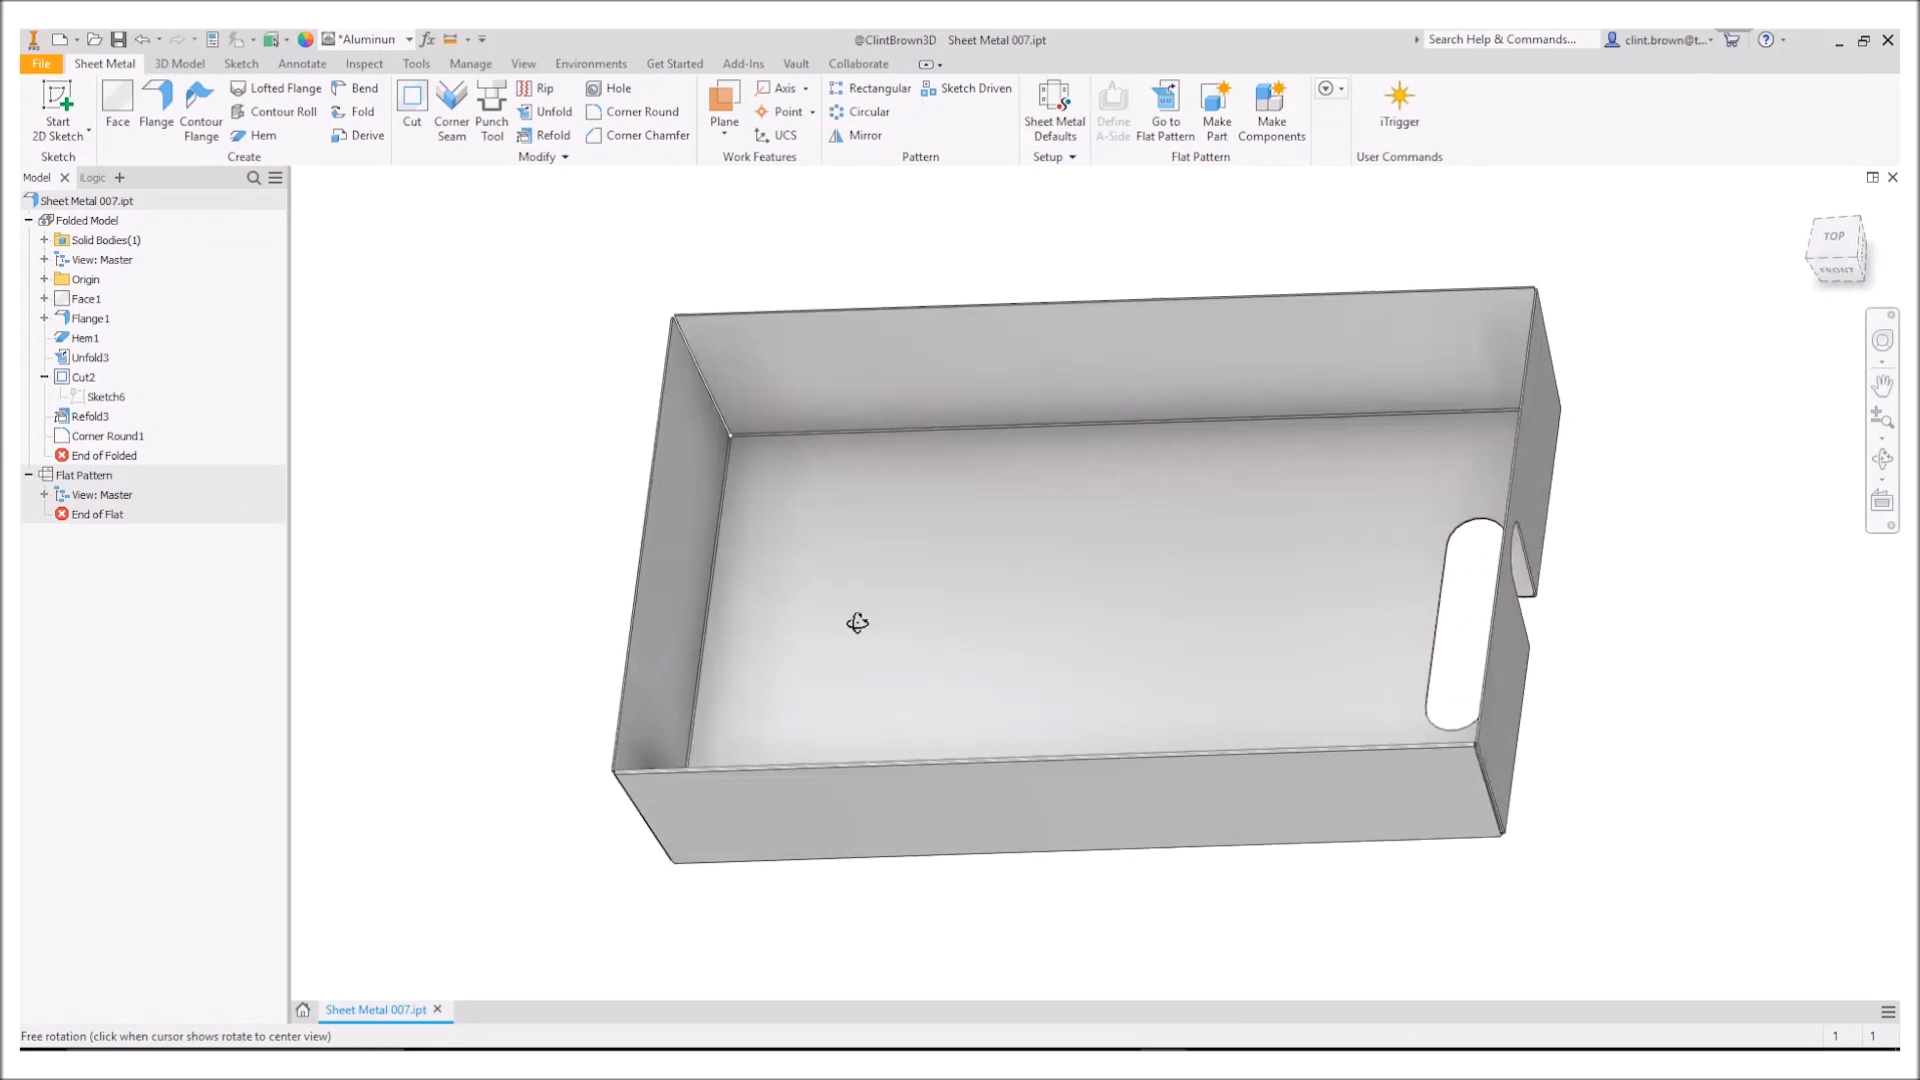 *Aluminun
@ClintBrown3D Sheet Metal 007.ipt
Search Help & Commands...
clint.brown@t...
File Sheet Metal 3D Model Sketch Annotate Inspect Tools Manage View Environments Get Started Add-Ins Vault Collaborate
Start
2D Sketch
Face
Flange
Contour
Flange
Lofted Flange
Contour Roll
Hem
Bend
Fold
Derive
Cut
Corner
Seam
Punch
Tool
Rip
Unfold
Refold
Hole
Corner Round
Corner Chamfer
Plane
Axis
Point
UCS
Rectangular
Circular
Mirror
Sketch Driven
Sheet Metal
Defaults
Define
A-Side
Go to
Flat Pattern
Make
Part
Make
Components
iTrigger
Sketch Create Modify Work Features Pattern Setup Flat Pattern User Commands
Model iLogic
Sheet Metal 007.ipt
Folded Model
Solid Bodies(1)
View: Master
Origin
Face1
Flange1
Hem1
Unfold3
Cut2
Sketch6
Refold3
Corner Round1
End of Folded
Flat Pattern
View: Master
End of Flat
TOP
FRONT
Sheet Metal 007.ipt
Free rotation (click when cursor shows rotate to center view)
1 1